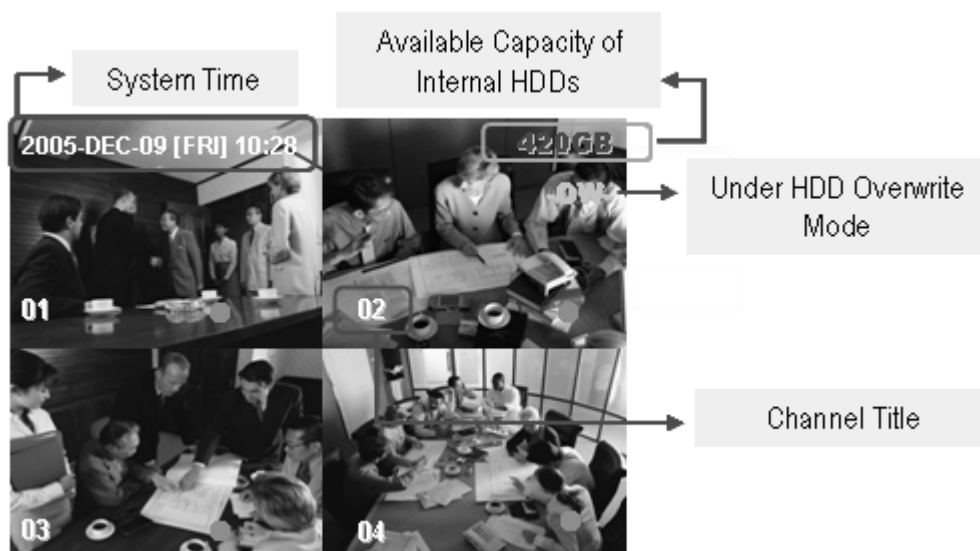 Available Capacity of
Internal HDDs
System Time
2005-DEC-09 [FRI] 10:28
420GB
OW
Under HDD Overwrite
Mode
01
02
Channel Title
03
04